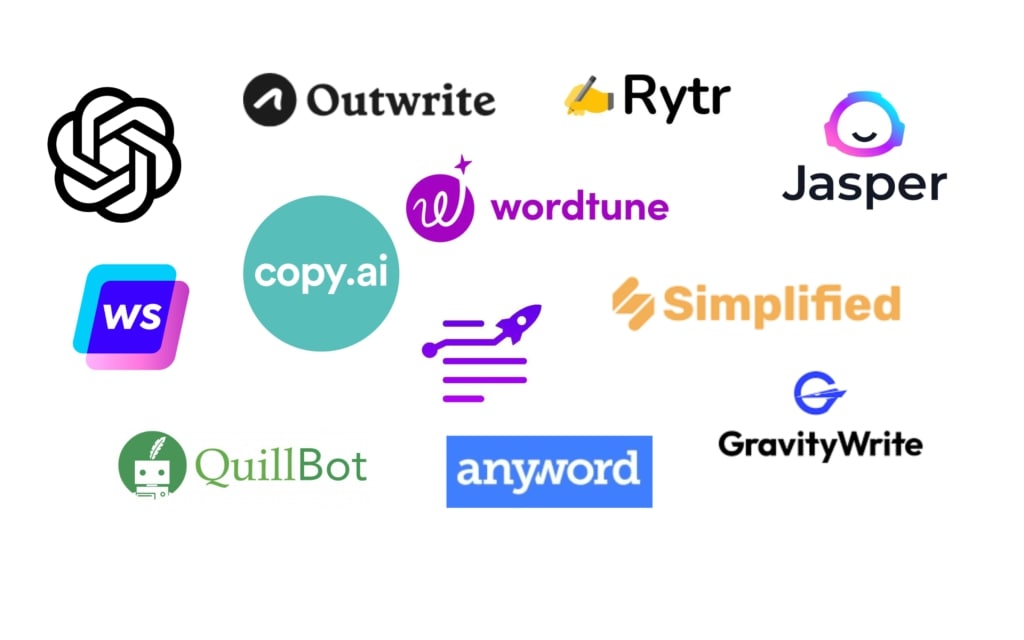 Outwrite
Rytr
Jasper
wordtune
copy.ai
ws
Simplified
GravityWrite
QuillBot
anyword